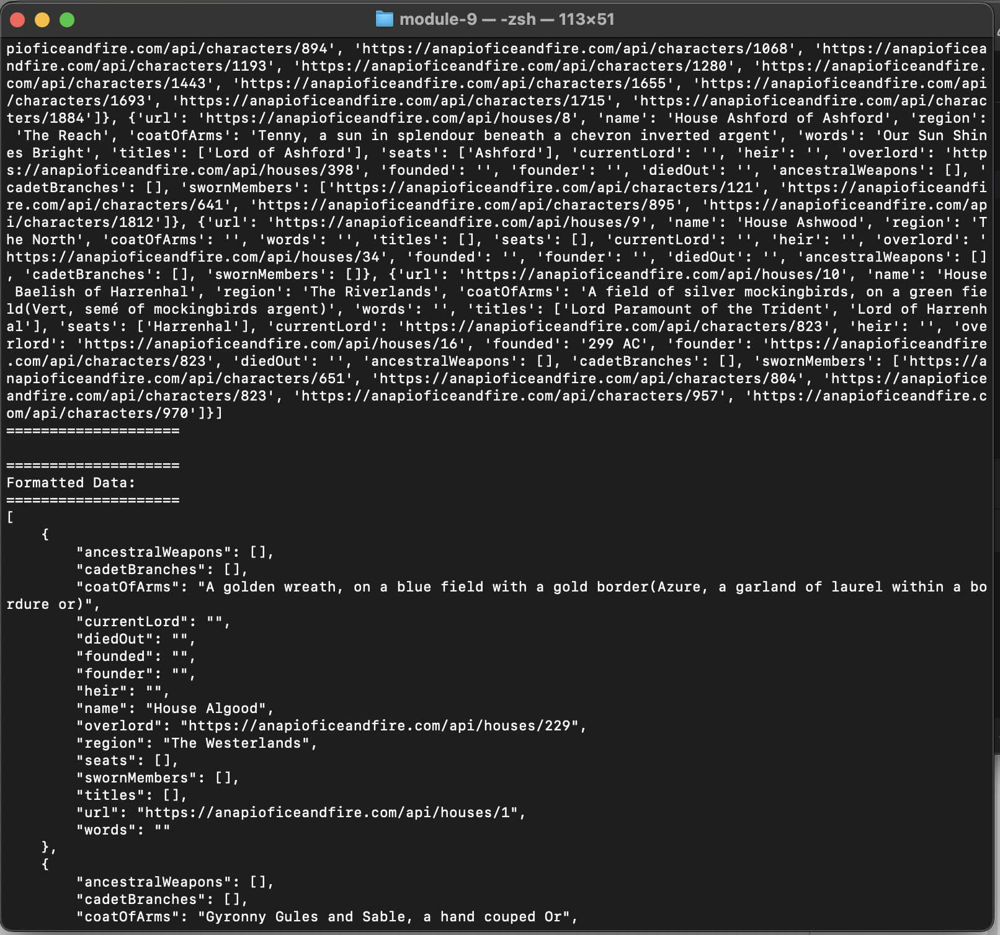 module-9 — -zsh — 113×51
pioficeandfire.com/api/characters/894', 'https://anapioficeandfire.com/api/characters/1068', 'https://anapioficea
ndfire.com/api/characters/1193', 'https://anapioficeandfire.com/api/characters/1280', 'https://anapioficeandfire.
com/api/characters/1443', 'https://anapioficeandfire.com/api/characters/1655', 'https://anapioficeandfire.com/api
/characters/1693', 'https://anapioficeandfire.com/api/characters/1715', 'https://anapioficeandfire.com/api/charac
ters/1884']}, {'url': 'https://anapioficeandfire.com/api/houses/8', 'name': 'House Ashford of Ashford', 'region':
 'The Reach', 'coatOfArms': 'Tenny, a sun in splendour beneath a chevron inverted argent', 'words': 'Our Sun Shin
es Bright', 'titles': ['Lord of Ashford'], 'seats': ['Ashford'], 'currentLord': '', 'heir': '', 'overlord': 'http
s://anapioficeandfire.com/api/houses/398', 'founded': '', 'founder': '', 'diedOut': '', 'ancestralWeapons': [], '
cadetBranches': [], 'swornMembers': ['https://anapioficeandfire.com/api/characters/121', 'https://anapioficeandfi
re.com/api/characters/641', 'https://anapioficeandfire.com/api/characters/895', 'https://anapioficeandfire.com/ap
i/characters/1812']}, {'url': 'https://anapioficeandfire.com/api/houses/9', 'name': 'House Ashwood', 'region': 'T
he North', 'coatOfArms': '', 'words': '', 'titles': [], 'seats': [], 'currentLord': '', 'heir': '', 'overlord': '
https://anapioficeandfire.com/api/houses/34', 'founded': '', 'founder': '', 'diedOut': '', 'ancestralWeapons': []
, 'cadetBranches': [], 'swornMembers': []}, {'url': 'https://anapioficeandfire.com/api/houses/10', 'name': 'House
 Baelish of Harrenhal', 'region': 'The Riverlands', 'coatOfArms': 'A field of silver mockingbirds, on a green fie
ld(Vert, semé of mockingbirds argent)', 'words': '', 'titles': ['Lord Paramount of the Trident', 'Lord of Harrenh
al'], 'seats': ['Harrenhal'], 'currentLord': 'https://anapioficeandfire.com/api/characters/823', 'heir': '', 'ove
rlord': 'https://anapioficeandfire.com/api/houses/16', 'founded': '299 AC', 'founder': 'https://anapioficeandfire
.com/api/characters/823', 'diedOut': '', 'ancestralWeapons': [], 'cadetBranches': [], 'swornMembers': ['https://a
napioficeandfire.com/api/characters/651', 'https://anapioficeandfire.com/api/characters/804', 'https://anapiofice
andfire.com/api/characters/823', 'https://anapioficeandfire.com/api/characters/957', 'https://anapioficeandfire.c
om/api/characters/970']}]
====================

====================
Formatted Data:
====================
[
    {
        "ancestralWeapons": [],
        "cadetBranches": [],
        "coatOfArms": "A golden wreath, on a blue field with a gold border(Azure, a garland of laurel within a bo
rdure or)",
        "currentLord": "",
        "diedOut": "",
        "founded": "",
        "founder": "",
        "heir": "",
        "name": "House Algood",
        "overlord": "https://anapioficeandfire.com/api/houses/229",
        "region": "The Westerlands",
        "seats": [],
        "swornMembers": [],
        "titles": [],
        "url": "https://anapioficeandfire.com/api/houses/1",
        "words": ""
    },
    {
        "ancestralWeapons": [],
        "cadetBranches": [],
        "coatOfArms": "Gyronny Gules and Sable, a hand couped Or",